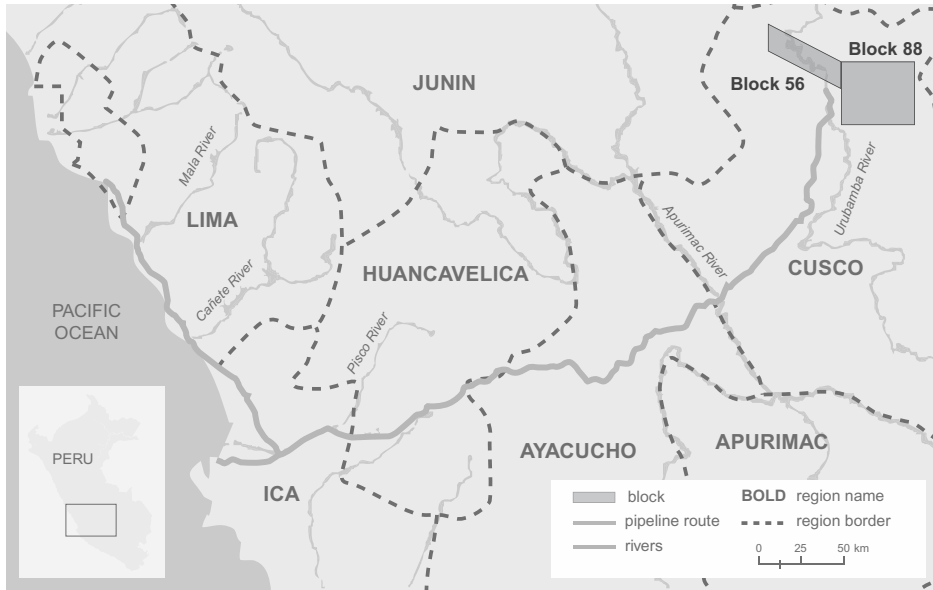 Block 88
JUNIN
Block 56
Mala River
Urubamba River
LIMA
Apurimac River
HUANCAVELICA
CUSCO
Cañete River
PACIFIC
OCEAN
Pisco River
PERU
AYACUCHO
APURIMAC
ICA
block
BOLD region name
pipeline route
region border
rivers
0 25 50 km